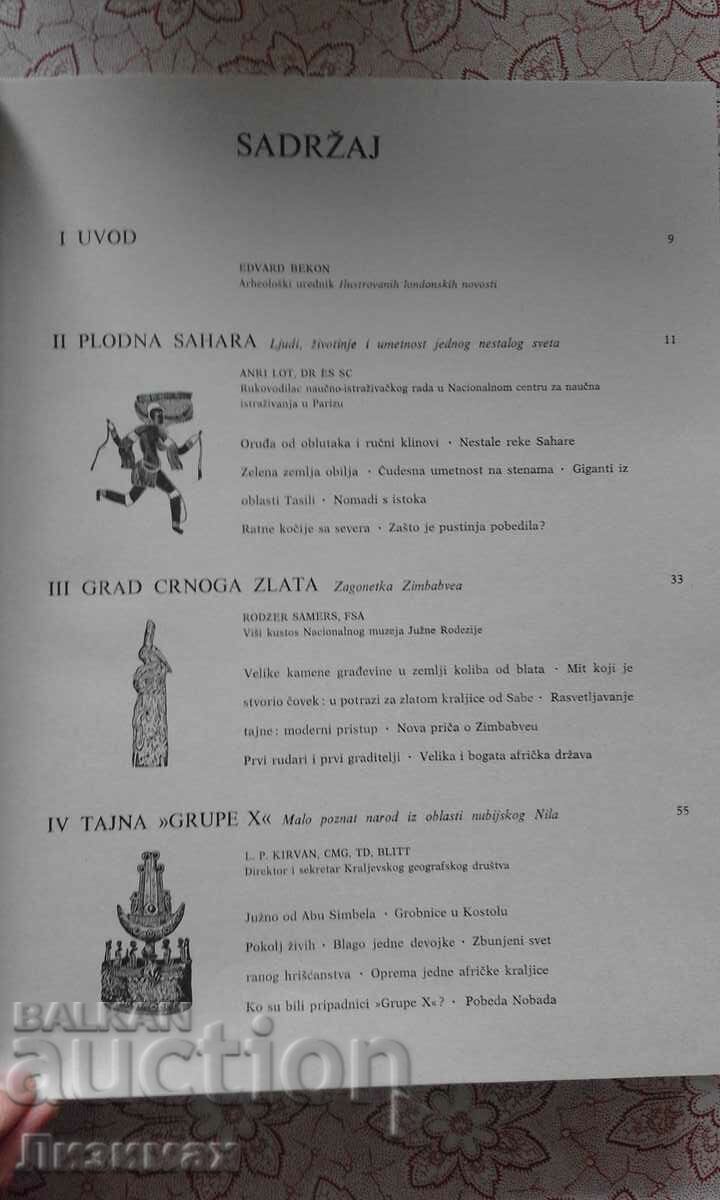 SADRŽAJ
I UVOD 9
EDVARD BEKON
Arheološki urednik Ilustrovanih londonskih novosti
II PLODNA SAHARA Ljudi, životinje i umetnost jednog nestalog sveta 11
ANRI LOT, DR ES SC
Rukovodilac naučno-istraživačkog rada u Nacionalnom centru za naučna
istraživanja u Parizu
Oruđa od oblutaka i ručni klinovi · Nestale reke Sahare
Zelena zemlja obilja · Čudesna umetnost na stenama · Giganti iz
oblasti Tasili · Nomadi s istoka
Ratne kočije sa severa · Zašto je pustinja pobedila?
III GRAD CRNOGA ZLATA Zagonetka Zimbabvea 33
RODŽER SAMERS, FSA
Viši kustos Nacionalnog muzeja Južne Rodezije
Velike kamene građevine u zemlji koliba od blata · Mit koji je
stvorio čovek: u potrazi za zlatom kraljice od Sabe · Rasvetljavanje
tajne: moderni pristup · Nova priča o Zimbabveu
Prvi rudari i prvi graditelji · Velika i bogata afrička država
IV TAJNA »GRUPE X« Malo poznat narod iz oblasti nubijskog Nila 55
L. P. KIRVAN, CMG, TD, BLITT
Direktor i sekretar Kraljevskog geografskog društva
Južno od Abu Simbela · Grobnice u Kostolu
Pokolj živih · Blago jedne devojke · Zbunjeni svet
ranog hrišćanstva · Oprema jedne afričke kraljice
Ko su bili pripadnici »Grupe X«? · Pobeda Nobada
BALKAN
auction
Лизимах